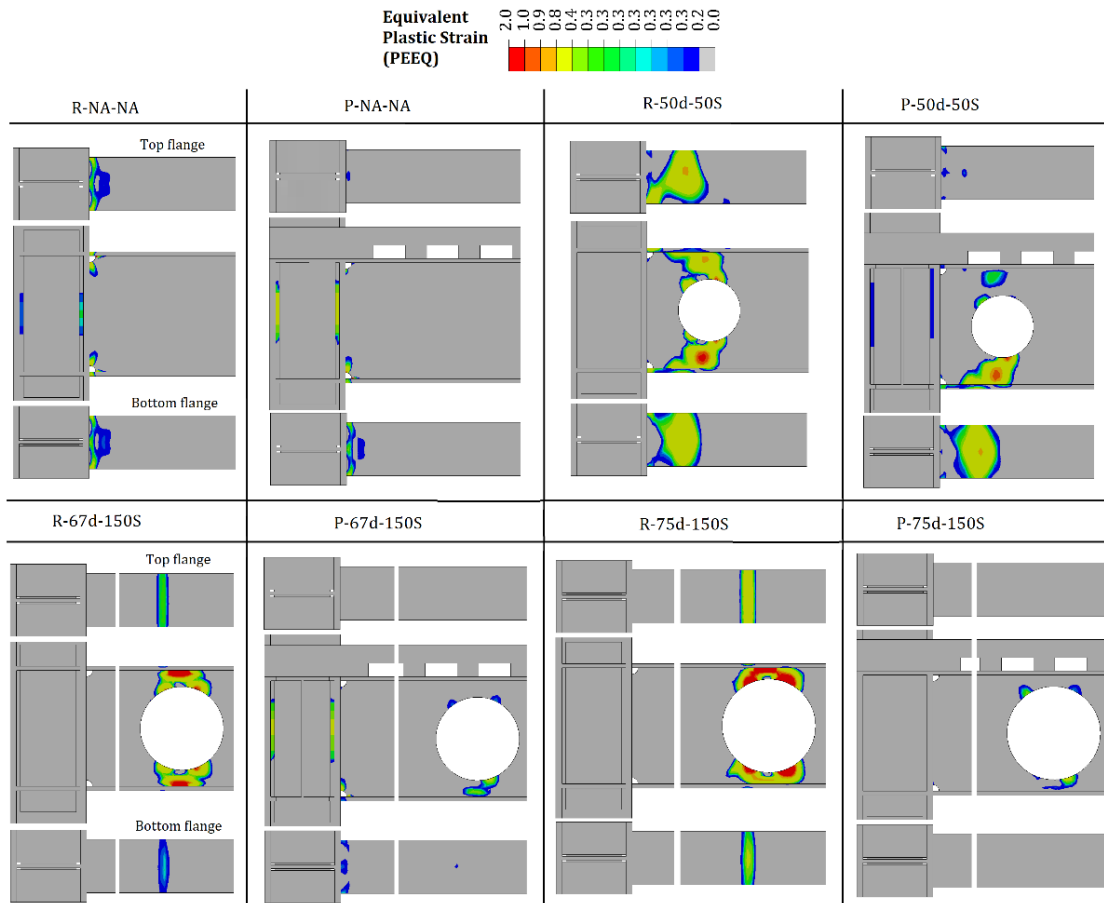 Equivalent
Plastic Strain
(PEEQ)
2.0
1.0
0.9
0.8
0.4
0.3
0.3
0.3
0.3
0.3
0.3
0.2
0.0
R-NA-NA
P-NA-NA
R-50d-50S
P-50d-50S
Top flange
Bottom flange
R-67d-150S
P-67d-150S
R-75d-150S
P-75d-150S
Top flange
Bottom flange